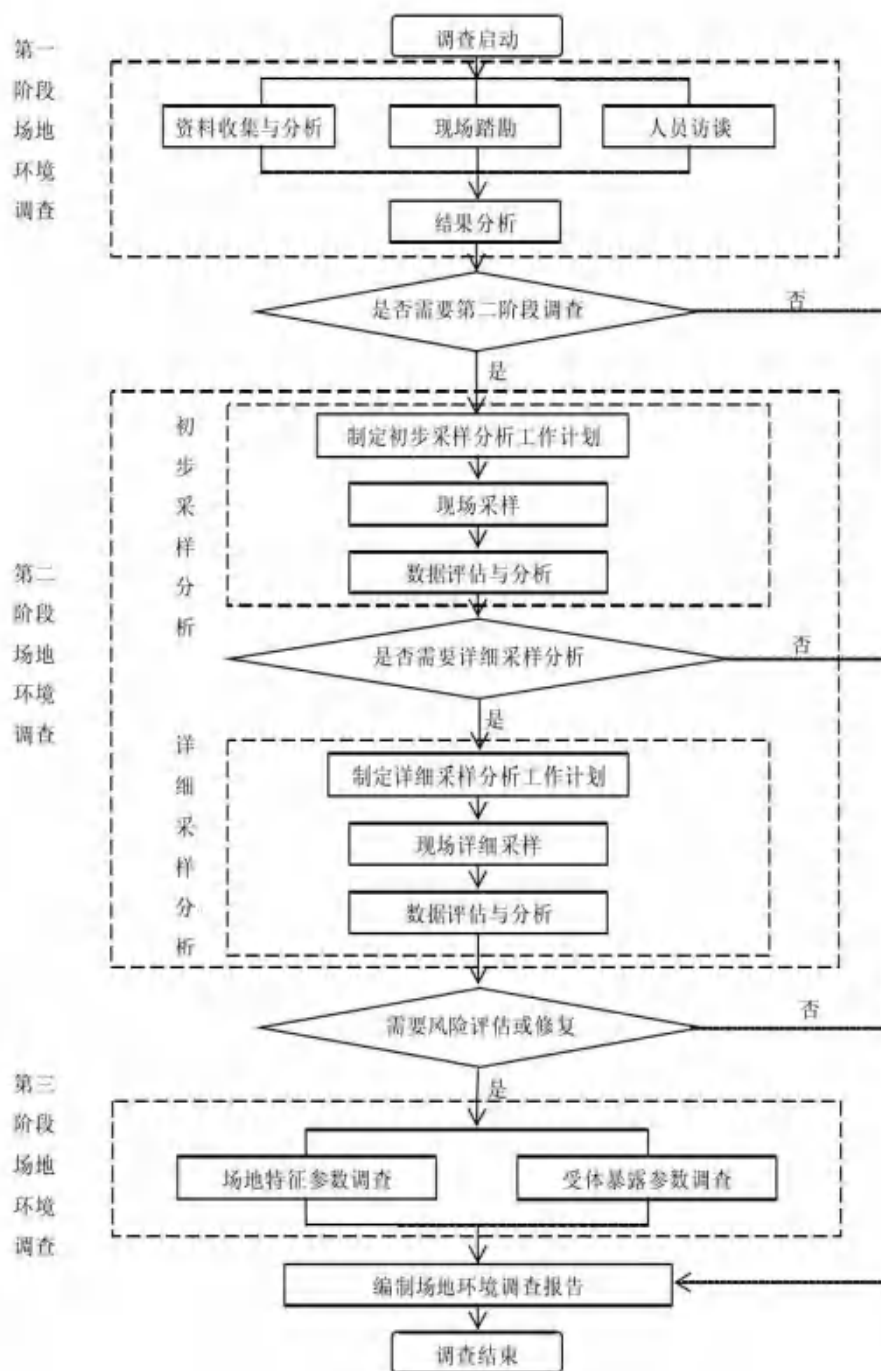 调查启动
第一
阶段
场地
环境
调查
资料收集与分析
现场踏勘
人员访谈
结果分析
是否需要第二阶段调查
否
是
第二
阶段
场地
环境
调查
初
步
采
样
分
析
制定初步采样分析工作计划
现场采样
数据评估与分析
是否需要详细采样分析
否
是
详
细
采
样
分
析
制定详细采样分析工作计划
现场详细采样
数据评估与分析
需要风险评估或修复
否
是
第三
阶段
场地
环境
调查
场地特征参数调查
受体暴露参数调查
编制场地环境调查报告
调查结束